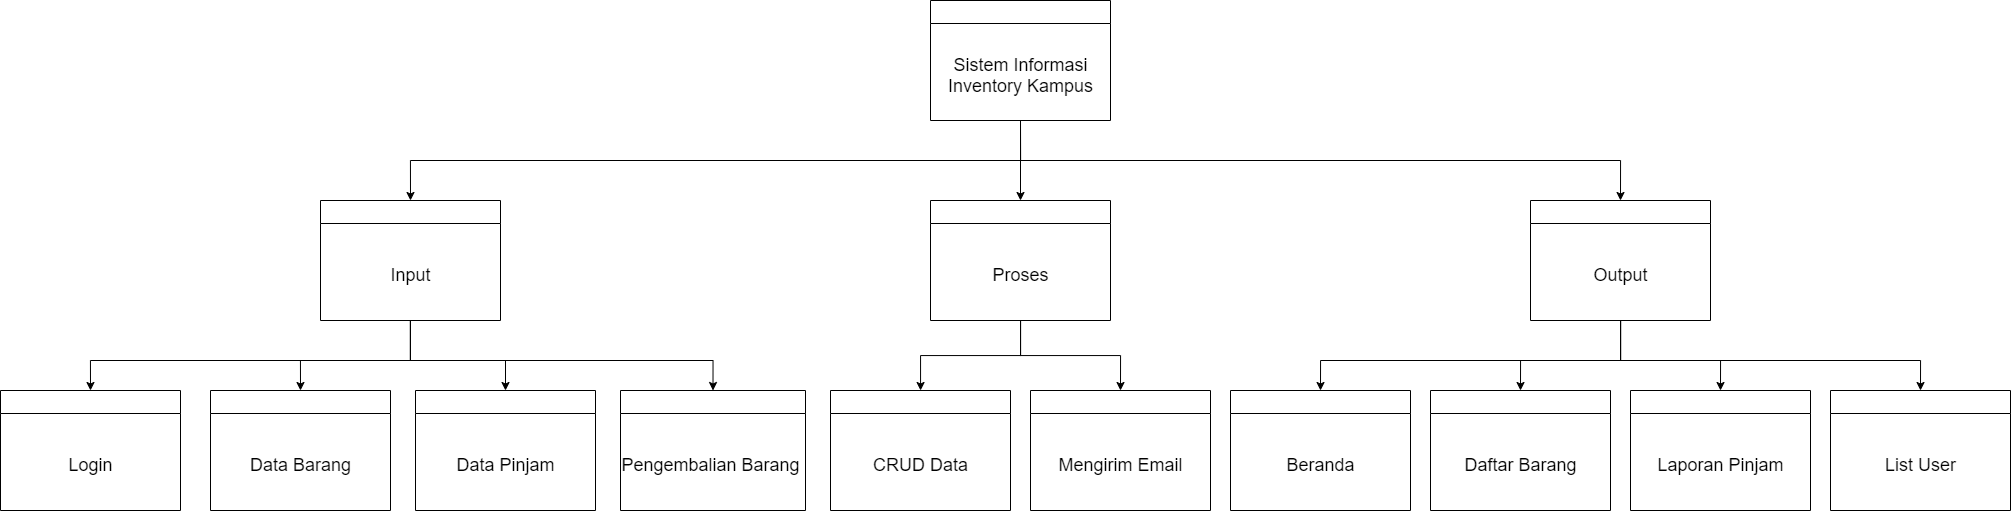 Sistem Informasi
Inventory Kampus
Input
Proses
Output
Login
Data Barang
Data Pinjam
Pengembalian Barang
CRUD Data
Mengirim Email
Beranda
Daftar Barang
Laporan Pinjam
List User